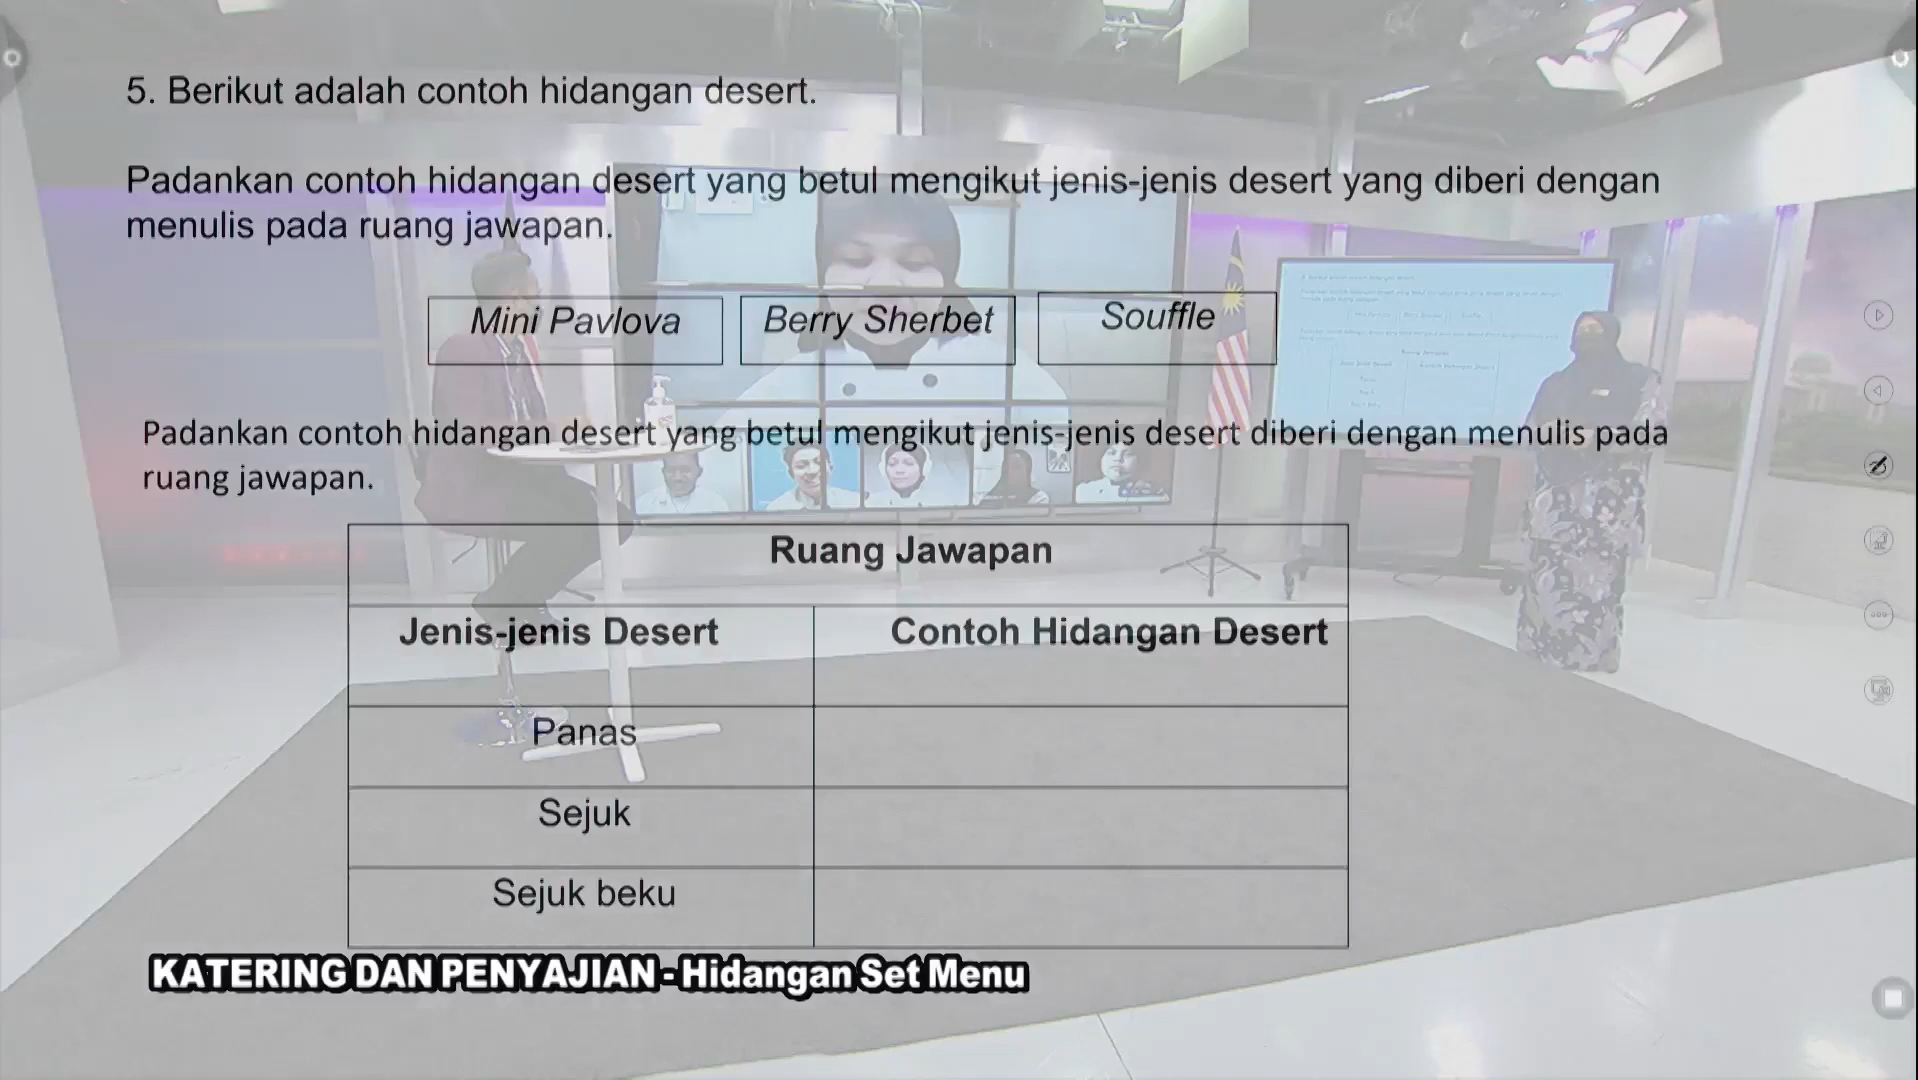 5. Berikut adalah contoh hidangan desert.
Padankan contoh hidangan desert yang betul mengikut jenis-jenis desert yang diberi dengan
menulis pada ruang jawapan.
Mini Pavlova
Berry Sherbet
Souffle
Padankan contoh hidangan desert yang betul mengikut jenis-jenis desert diberi dengan menulis pada
ruang jawapan.
Ruang Jawapan
Jenis-jenis Desert
Contoh Hidangan Desert
Panas
Sejuk
Sejuk beku
KATERING DAN PENYAJIAN - Hidangan Set Menu